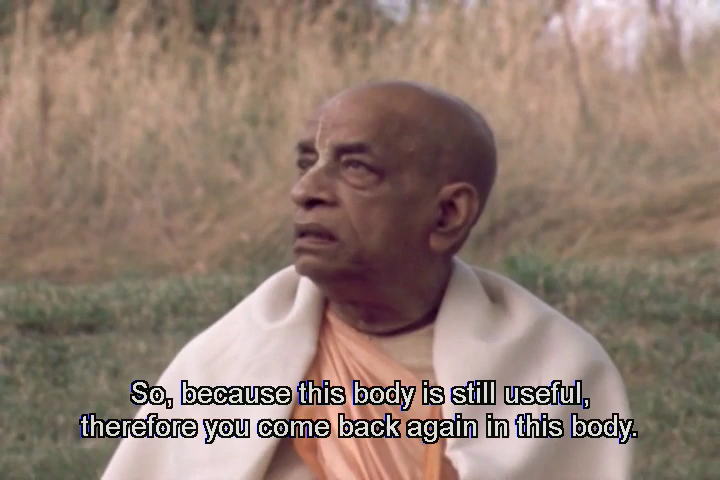 So, because this body is still useful,
therefore you come back again in this body.